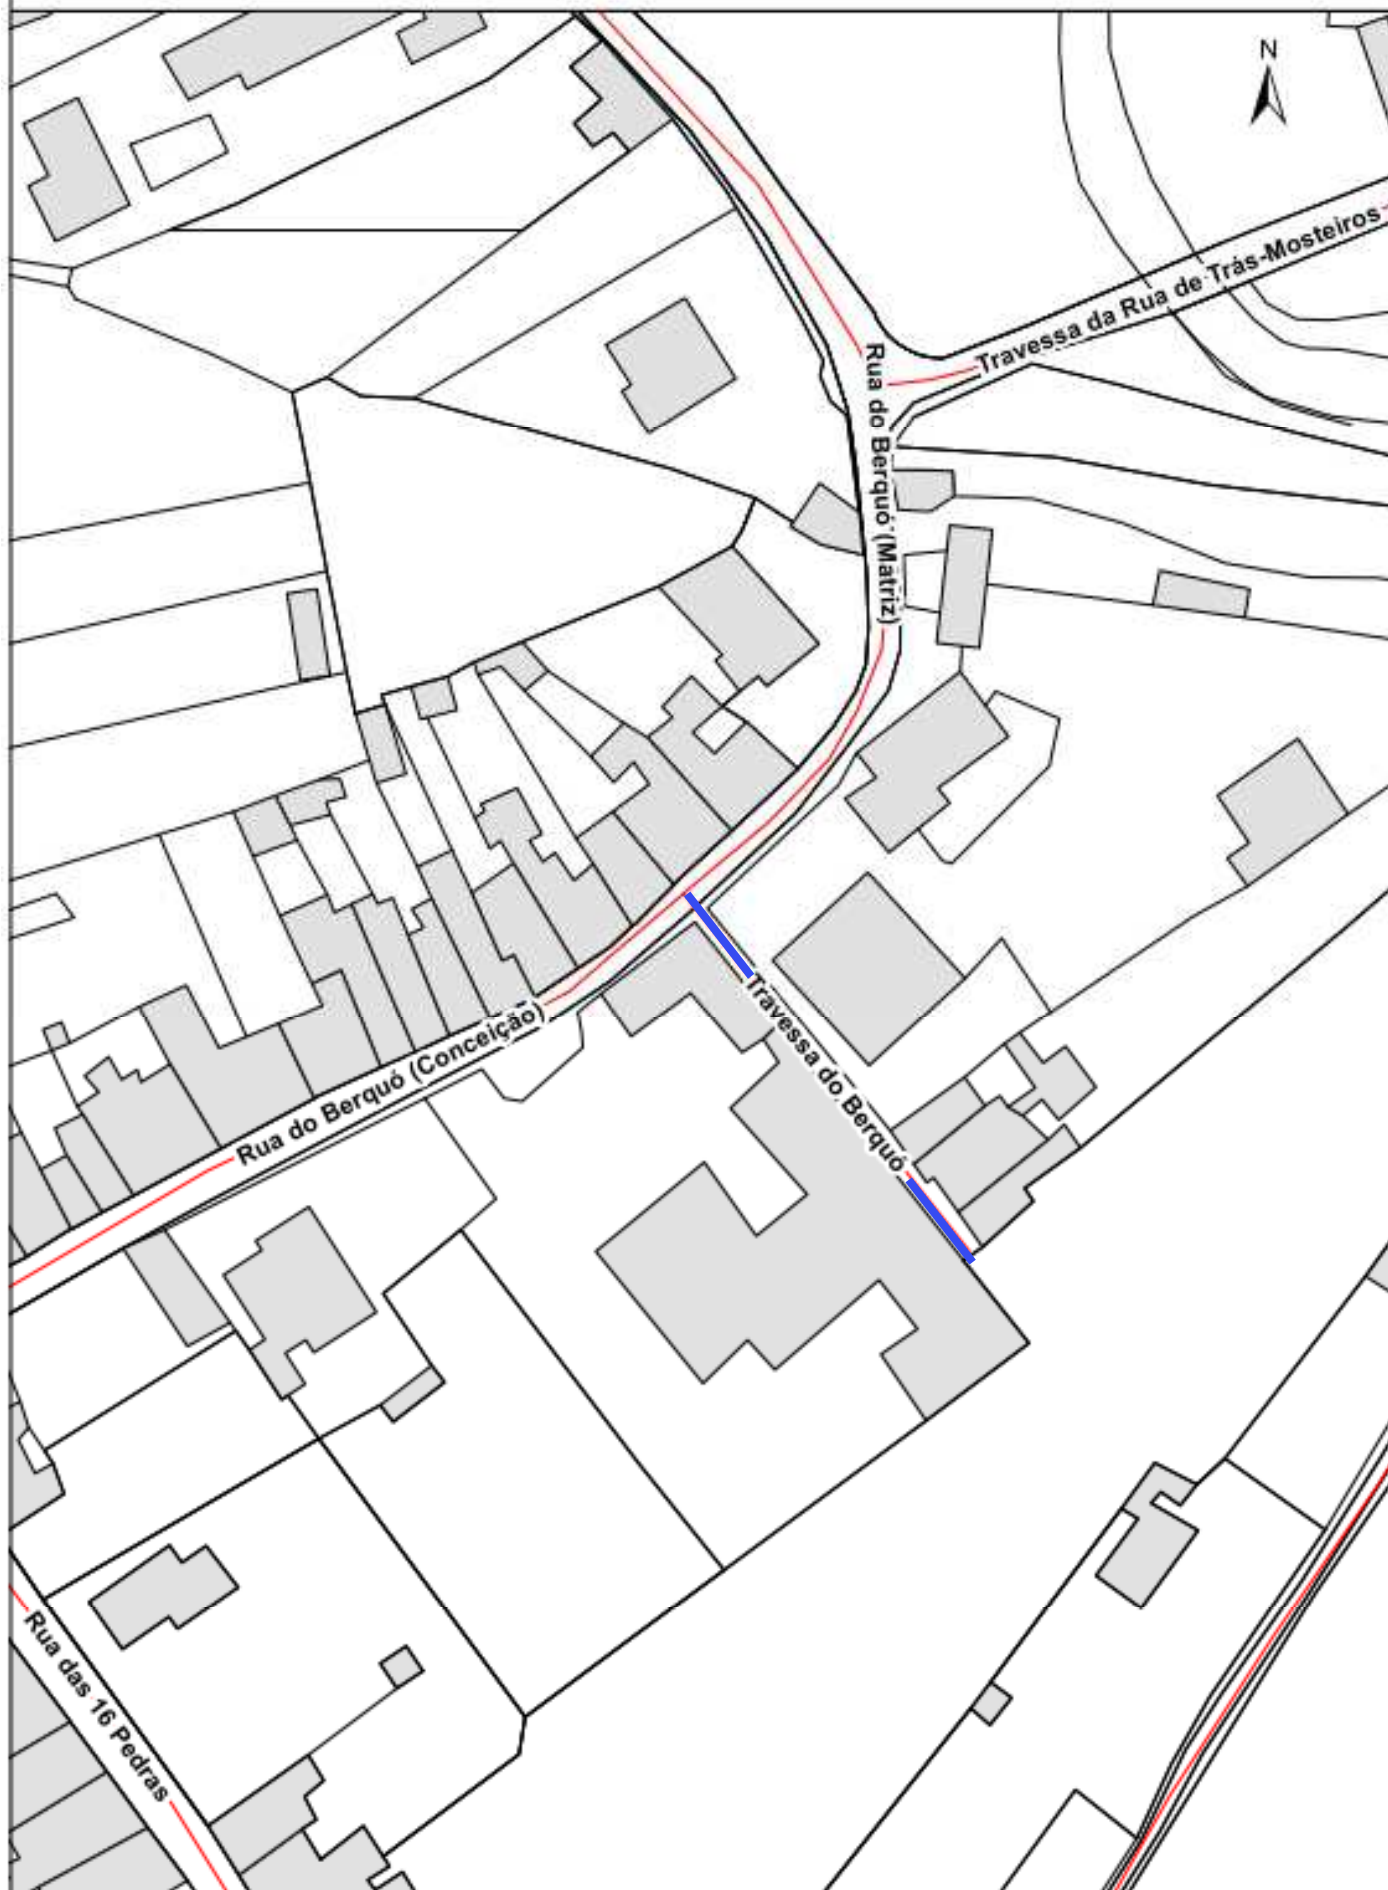 N
Travessa da Rua de Trás-Mosteiros
Rua do Berquó (Matriz)
Travessa do Berquó
Rua do Berquó (Conceição)
Rua das 16 Pedras